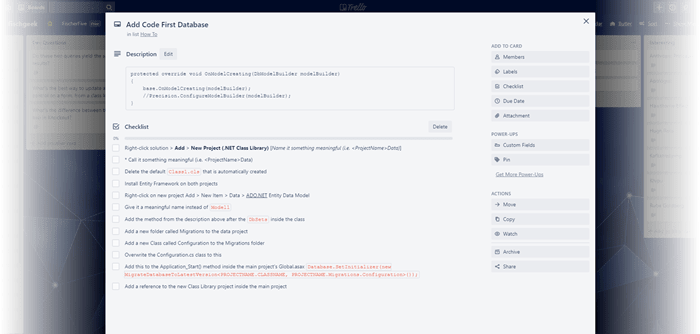 Boards
Trello
Add Code First Database
in list How To
Description Edit
protected override void OnModelCreating(DbModelBuilder modelBuilder)
{
base.OnModelCreating(modelBuilder);
//Precision.ConfigureModelBuilder(modelBuilder);
}
Checklist Delete
0%
Right-click solution > Add > New Project (.NET Class Library) [Name it something meaningful (i.e. <ProjectName>Data)]
* Call it something meaningful (i.e. <ProjectName>Data)
Delete the default Class1.cls that is automatically created
Install Entity Framework on both projects
Right-click on new project Add > New Item > Data > ADO.NET Entity Data Model
Give it a meaningful name instead of Model1
Add the method from the description above after the DbSets inside the class
Add a new folder called Migrations to the data project
Add a new Class called Configuration to the Migrations folder
Overwrite the Configuration.cs class to this
Add this to the Application_Start() method inside the main project's Global.asax: Database.SetInitializer(new
MigrateDatabaseToLatestVersion<PROJECTNAME.CLASSNAME, PROJECTNAME.Migrations.Configuration>());
Add a reference to the new Class Library project inside the main project.
ADD TO CARD
Members
Labels
Checklist
Due Date
Attachment
POWER-UPS
Custom Fields
Pin
Get More Power-Ups
ACTIONS
Move
Copy
Watch
Archive
Share